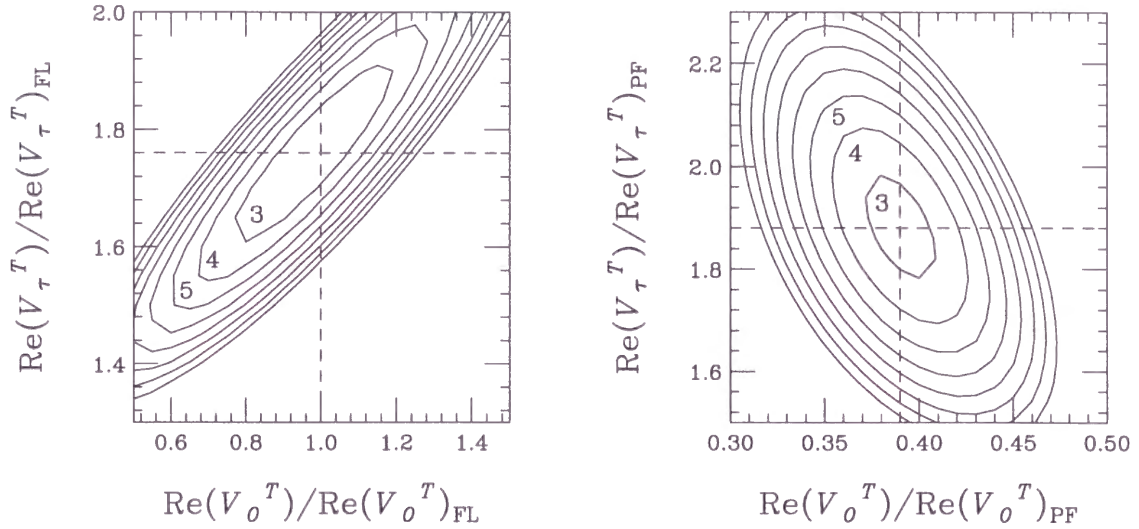 Re(V_τ^T)/Re(V_τ^T)_FL
2.0
1.8
1.6
1.4
3
4
5
0.6 0.8 1.0 1.2 1.4
Re(V_0^T)/Re(V_0^T)_FL
Re(V_τ^T)/Re(V_τ^T)_PF
2.2
2.0
1.8
1.6
5
4
3
0.30 0.35 0.40 0.45 0.50
Re(V_0^T)/Re(V_0^T)_PF